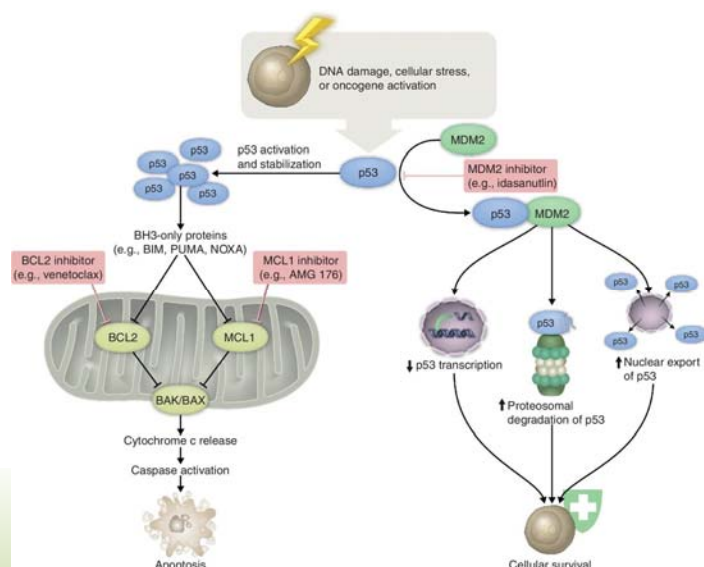 DNA damage, cellular stress,
or oncogene activation
MDM2
p53
p53
p53
p53
p53
p53
p53 activation
and stabilization
p53
MDM2 inhibitor
(e.g., idasanutlin)
p53
MDM2
BH3-only proteins
(e.g., BIM, PUMA, NOXA)
BCL2 inhibitor
(e.g., venetoclax)
MCL1 inhibitor
(e.g., AMG 176)
BCL2
MCL1
BAK/BAX
Cytochrome c release
Caspase activation
Apoptosis
p53 transcription
p53
Proteosomal
degradation of p53
p53
p53
p53
p53
Nuclear export
of p53
Cellular survival